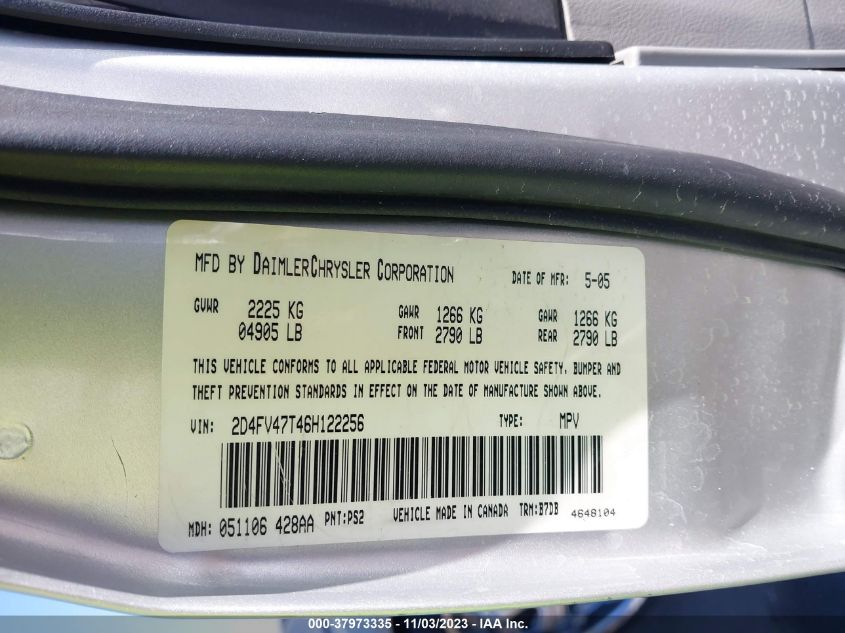 MFD BY DAIMLERCHRYSLER CORPORATION DATE OF MFR: 5-05
GVWR 2225 KG GAWR 1266 KG GAWR 1266 KG
04905 LB FRONT 2790 LB REAR 2790 LB
THIS VEHICLE CONFORMS TO ALL APPLICABLE FEDERAL MOTOR VEHICLE SAFETY, BUMPER AND
THEFT PREVENTION STANDARDS IN EFFECT ON THE DATE OF MANUFACTURE SHOWN ABOVE.
VIN: 2D4FV47T46H122256 TYPE: MPV
MDH: 051106 428AA PNT:PS2 VEHICLE MADE IN CANADA TRM:B7DB 4648104
000-37973335 - 11/03/2023 - IAA Inc.